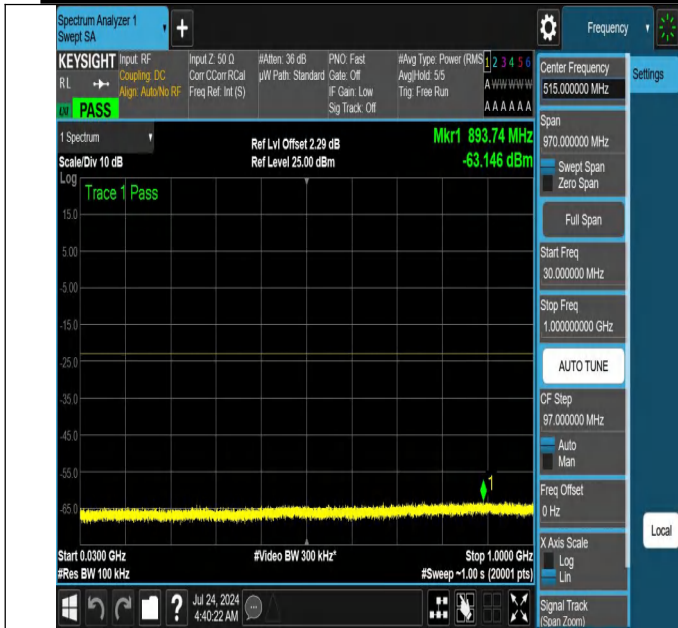 Spectrum Analyzer 1
Swept SA
Frequency
KEYSIGHT
RL
PASS
Input: RF
Coupling: DC
Align: Auto/No RF
Input Z: 50 Ω
Corr CCorr RCal
Freq Ref: Int (S)
#Atten: 36 dB
µW Path: Standard
PNO: Fast
Gate: Off
IF Gain: Low
Sig Track: Off
#Avg Type: Power (RMS
Avg|Hold: 5/5
Trig: Free Run
1 2 3 4 5 6
A W W W W W
A A A A A A
1 Spectrum
Scale/Div 10 dB
Ref Lvl Offset 2.29 dB
Ref Level 25.00 dBm
Mkr1 893.74 MHz
-63.146 dBm
Log
Trace 1 Pass
15.0
5.00
-5.00
-15.0
-25.0
-35.0
-45.0
-55.0
-65.0
1
Start 0.0300 GHz
#Res BW 100 kHz
#Video BW 300 kHz*
Stop 1.0000 GHz
#Sweep ~1.00 s (20001 pts)
Center Frequency
515.000000 MHz
Settings
Span
970.000000 MHz
Swept Span
Zero Span
Full Span
Start Freq
30.000000 MHz
Stop Freq
1.000000000 GHz
AUTO TUNE
CF Step
97.000000 MHz
Auto
Man
Freq Offset
0 Hz
X Axis Scale
Log
Lin
Local
Signal Track
(Span Zoom)
?
Jul 24, 2024
4:40:22 AM